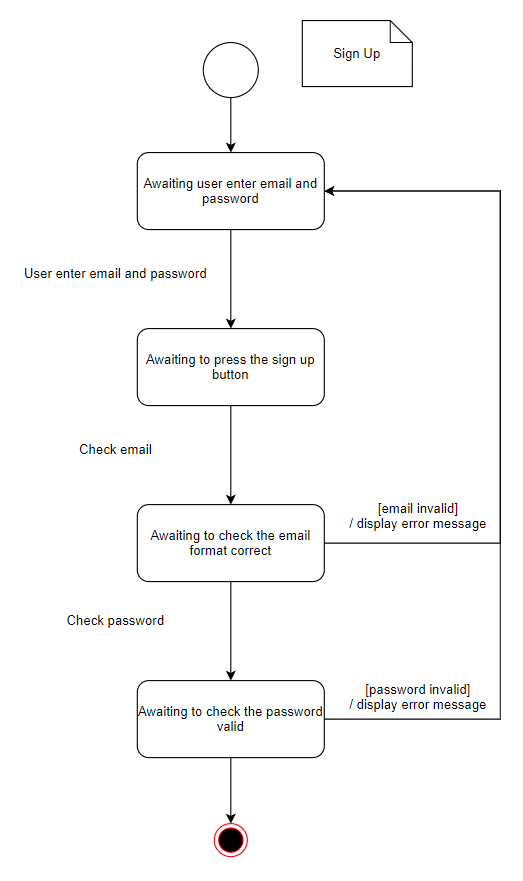 Sign Up
Awaiting user enter email and
password
User enter email and password
Awaiting to press the sign up
button
Check email
[email invalid]
/ display error message
Awaiting to check the email
format correct
Check password
[password invalid]
/ display error message
Awaiting to check the password
valid